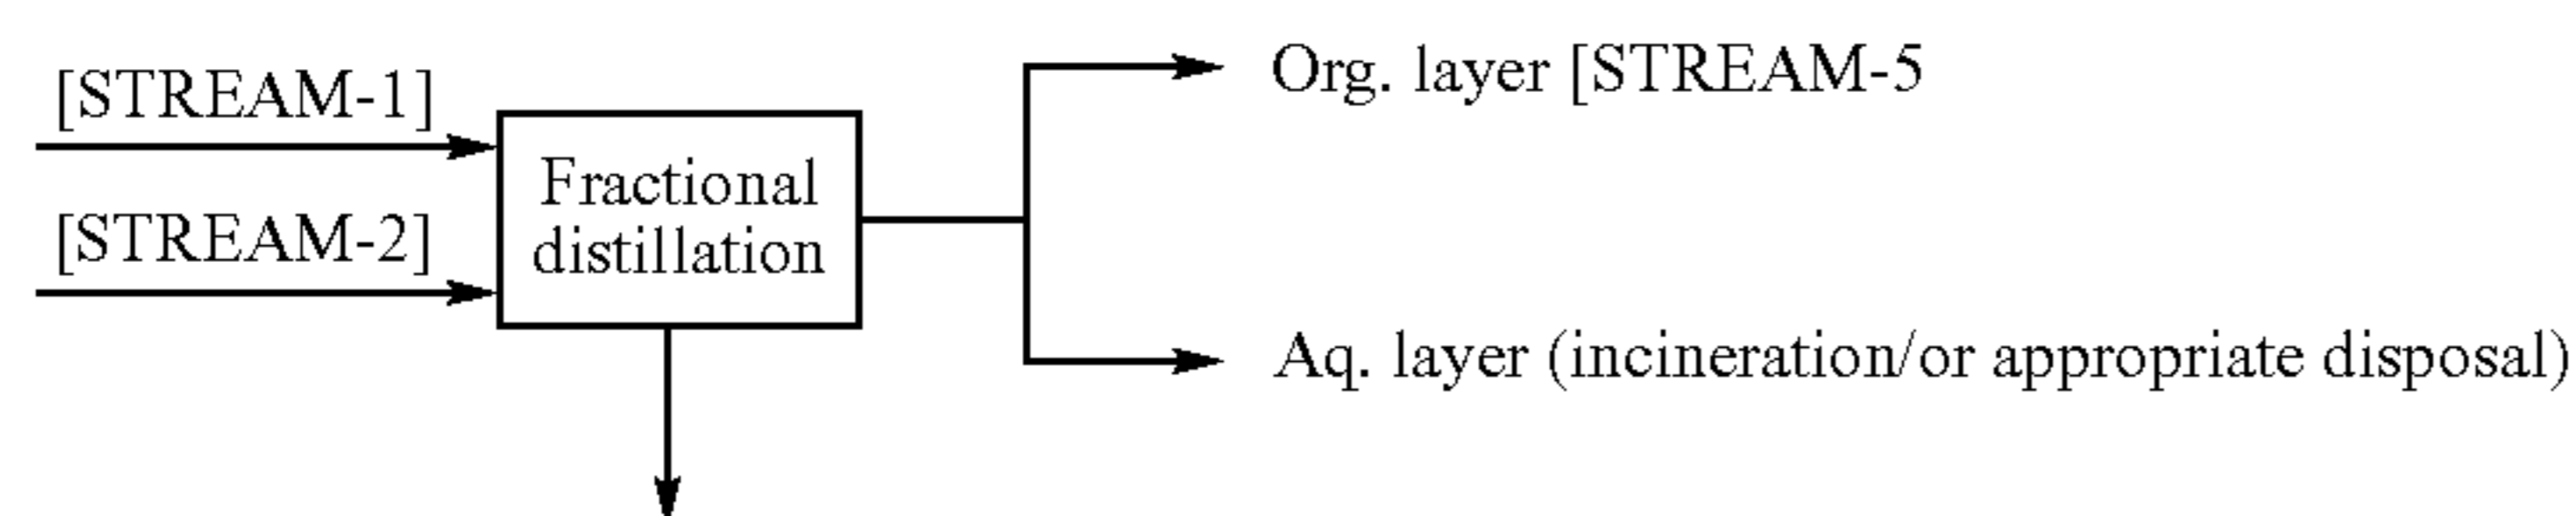 [STREAM-1]
[STREAM-2]
Fractional
distillation
Org. layer [STREAM-5
Aq. layer (incineration/or appropriate disposal)